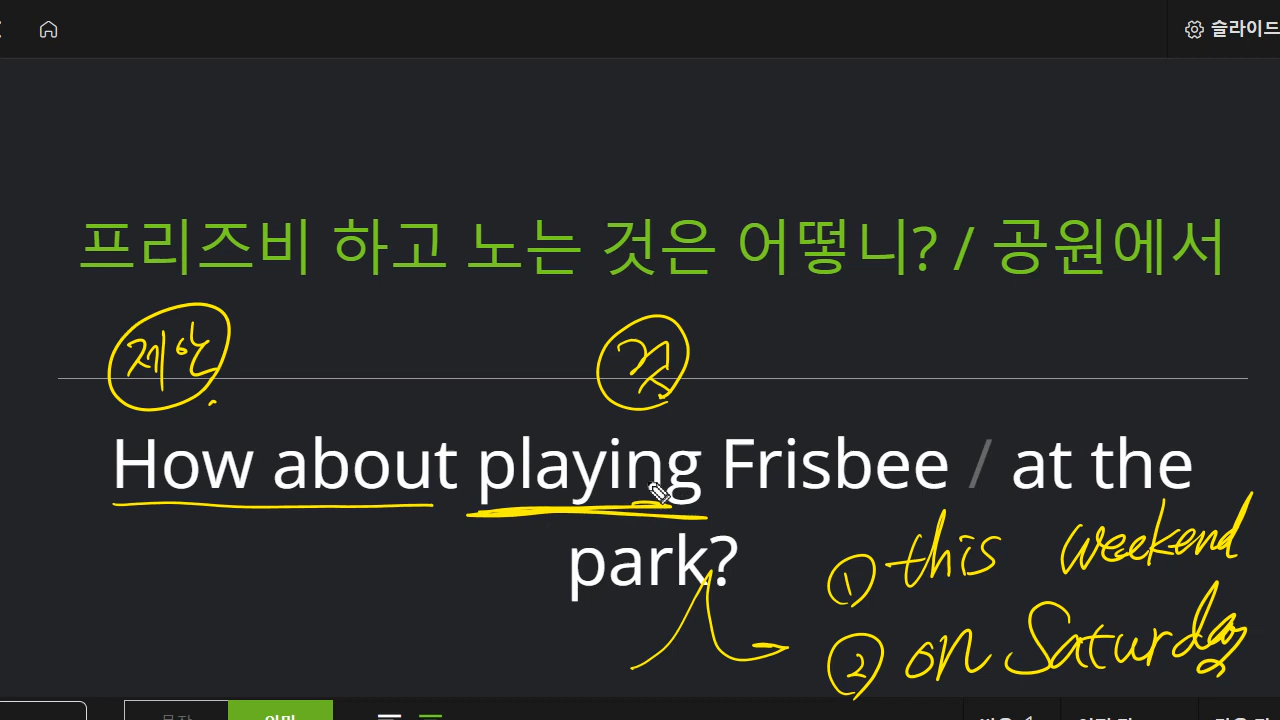 슬라이드
프리즈비 하고 노는 것은 어떻니? / 공원에서
제안
것
How about playing Frisbee / at the
park?
① this weekend
② on Saturday